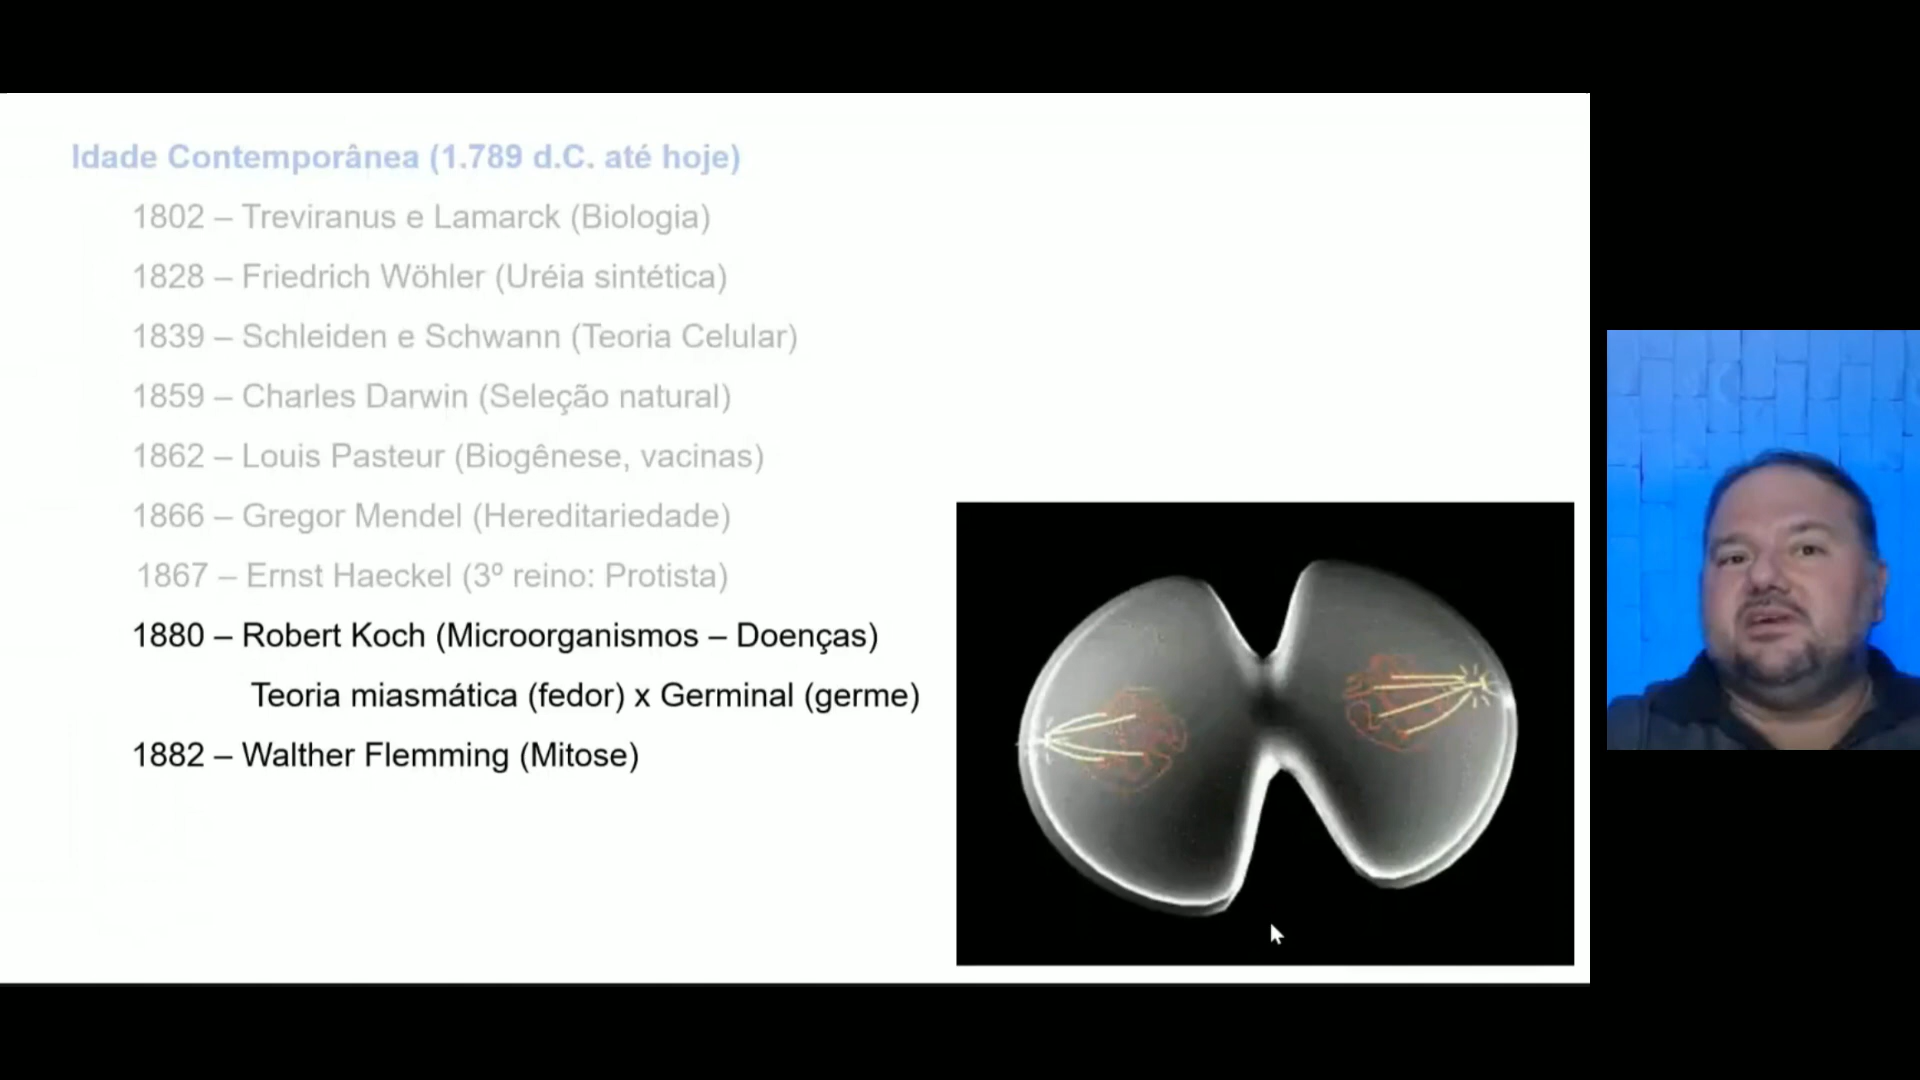 Idade Contemporânea (1.789 d.C. até hoje)
1802 – Treviranus e Lamarck (Biologia)
1828 – Friedrich Wöhler (Uréia sintética)
1839 – Schleiden e Schwann (Teoria Celular)
1859 – Charles Darwin (Seleção natural)
1862 – Louis Pasteur (Biogênese, vacinas)
1866 – Gregor Mendel (Hereditariedade)
1867 – Ernst Haeckel (3º reino: Protista)
1880 – Robert Koch (Microorganismos – Doenças)
Teoria miasmática (fedor) x Germinal (germe)
1882 – Walther Flemming (Mitose)